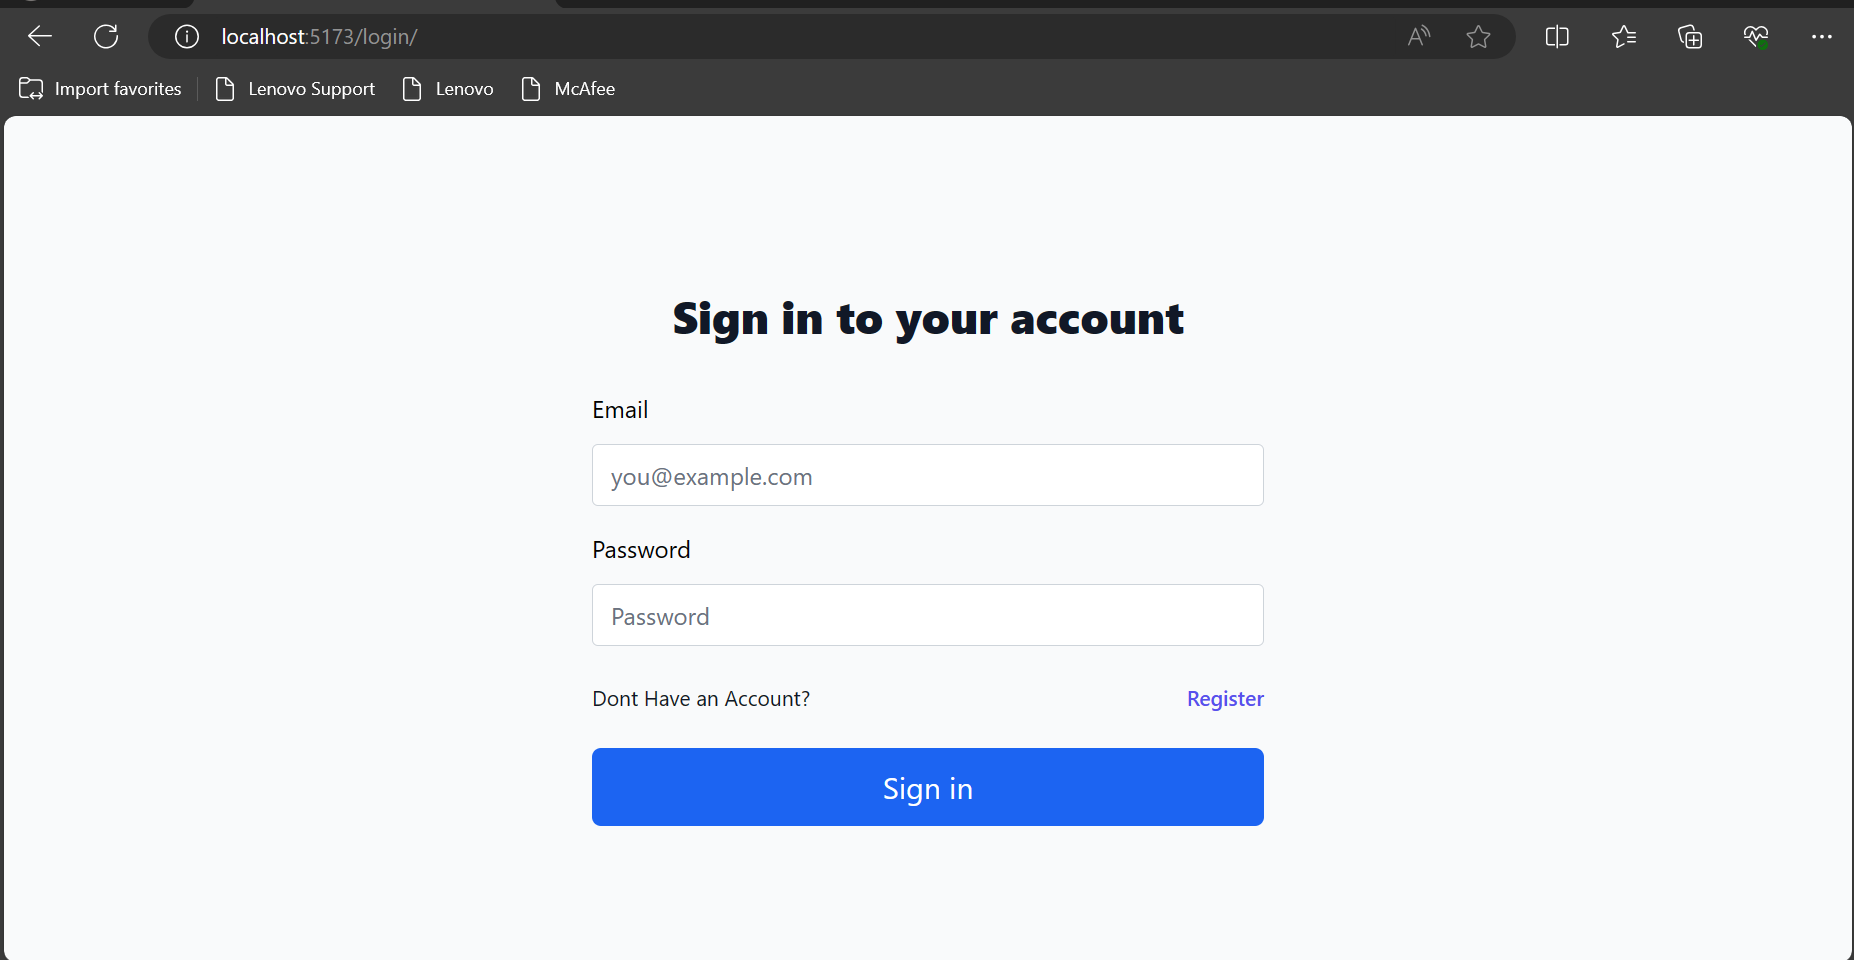 localhost:5173/login/
Import favorites Lenovo Support Lenovo McAfee
Sign in to your account
Email
you@example.com
Password
Password
Dont Have an Account? Register
Sign in